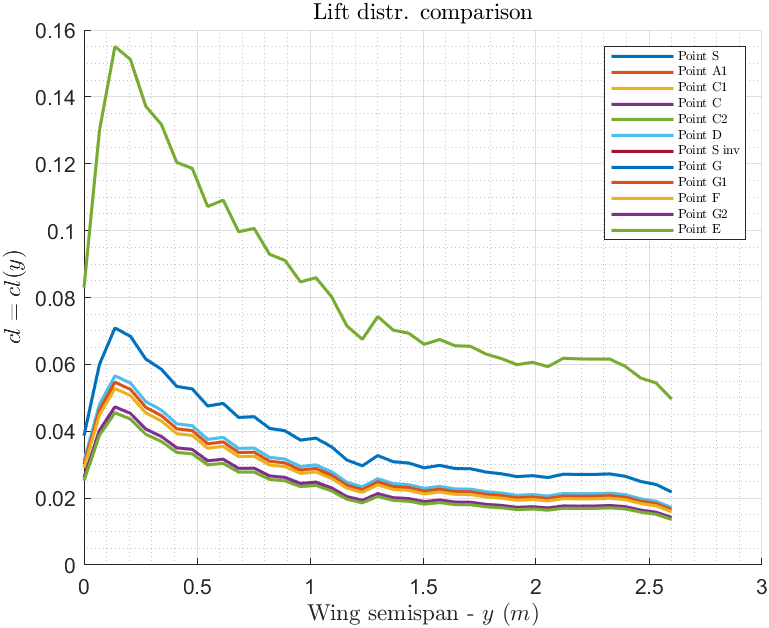 Lift distr. comparison
0.16
0.14
0.12
0.1
0.08
0.06
0.04
0.02
0
cl = cl(y)
Point S
Point A1
Point C1
Point C
Point C2
Point D
Point S inv
Point G
Point G1
Point F
Point G2
Point E
0 0.5 1 1.5 2 2.5 3
Wing semispan - y (m)